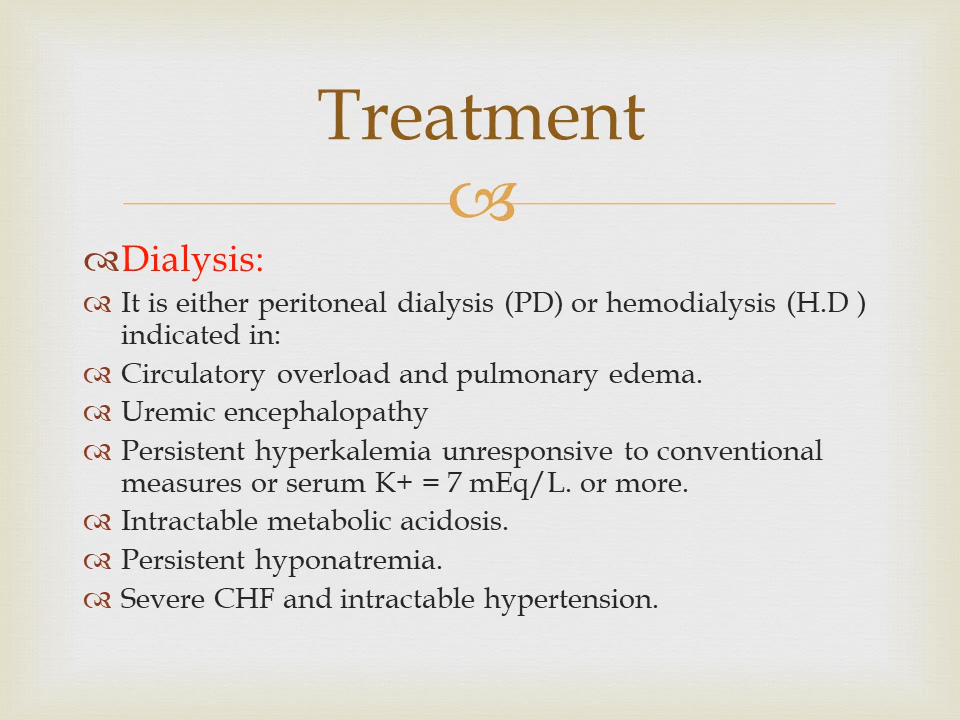 Treatment
Dialysis:
It is either peritoneal dialysis (PD) or hemodialysis (H.D )
indicated in:
Circulatory overload and pulmonary edema.
Uremic encephalopathy
Persistent hyperkalemia unresponsive to conventional
measures or serum K+ = 7 mEq/L. or more.
Intractable metabolic acidosis.
Persistent hyponatremia.
Severe CHF and intractable hypertension.